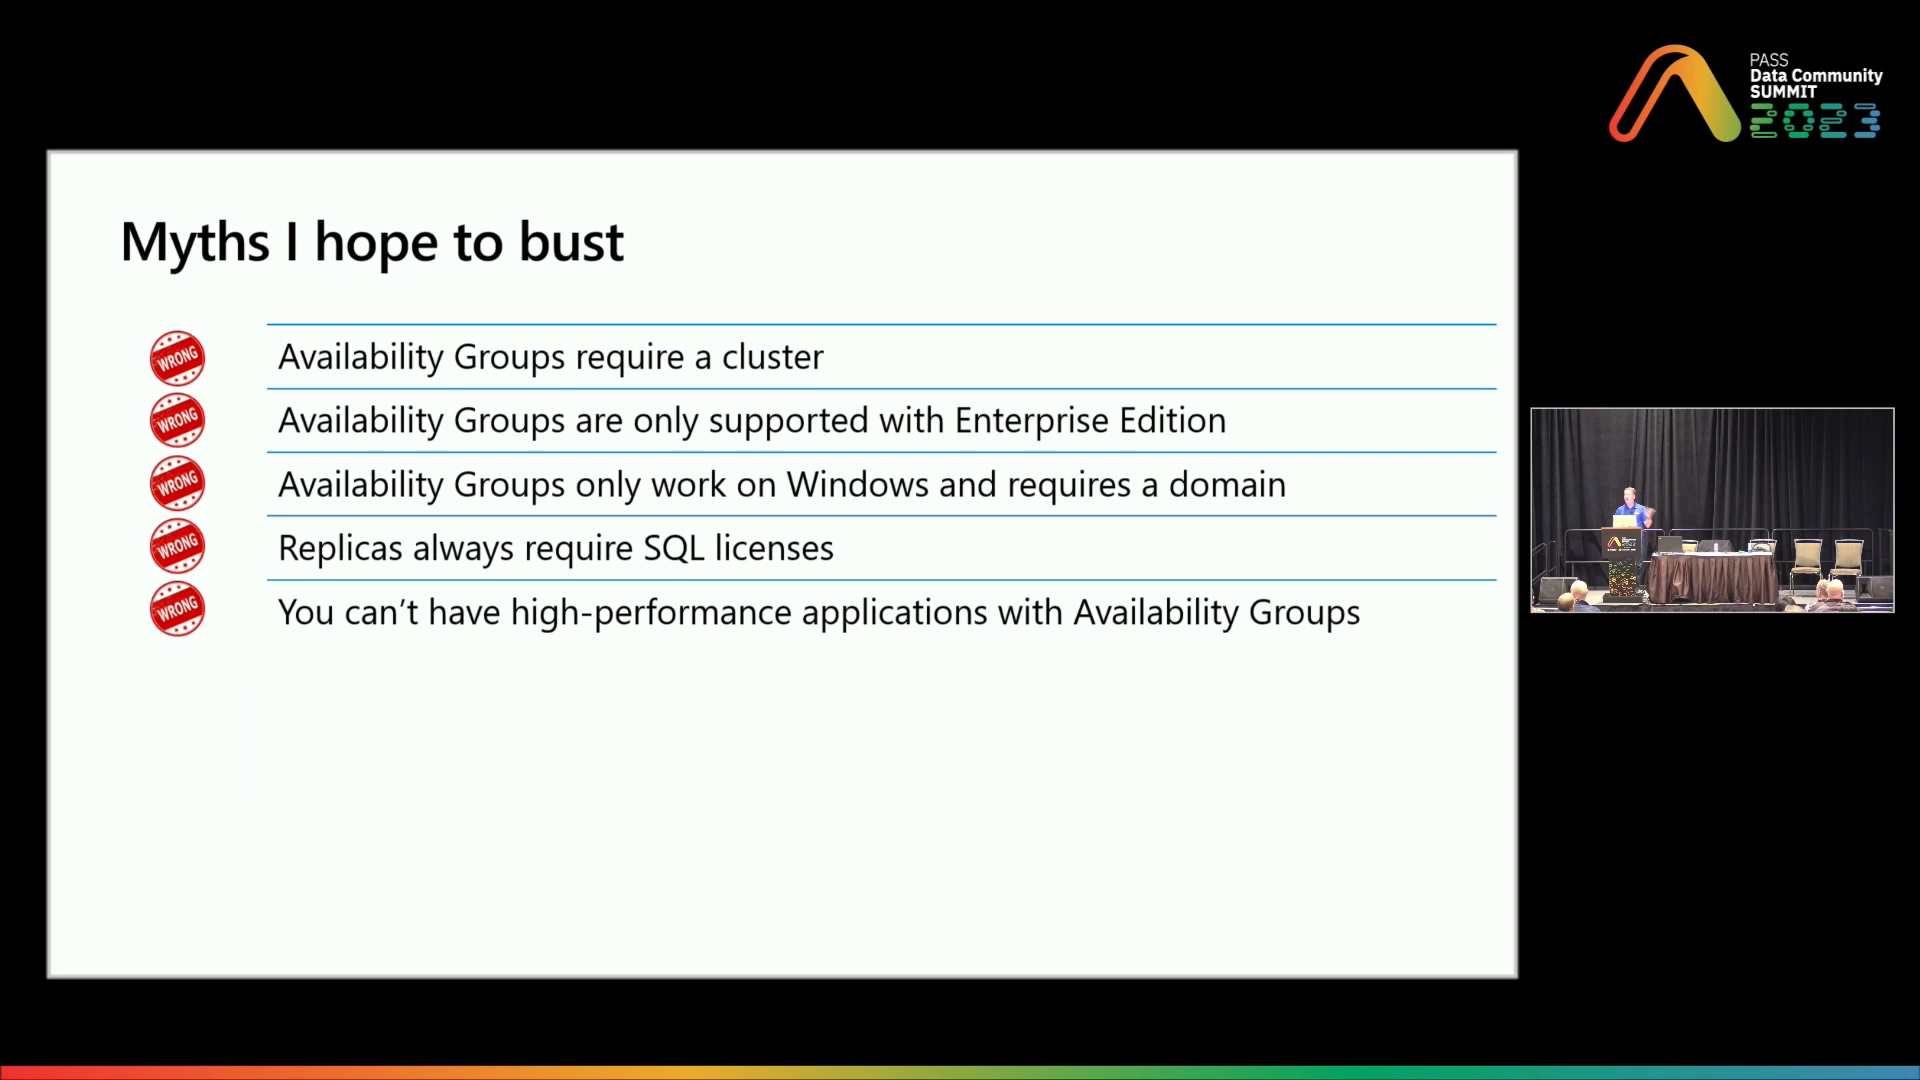 PASS
Data Community
SUMMIT
2023
Myths I hope to bust
WRONG
Availability Groups require a cluster
WRONG
Availability Groups are only supported with Enterprise Edition
WRONG
Availability Groups only work on Windows and requires a domain
WRONG
Replicas always require SQL licenses
WRONG
You can’t have high-performance applications with Availability Groups